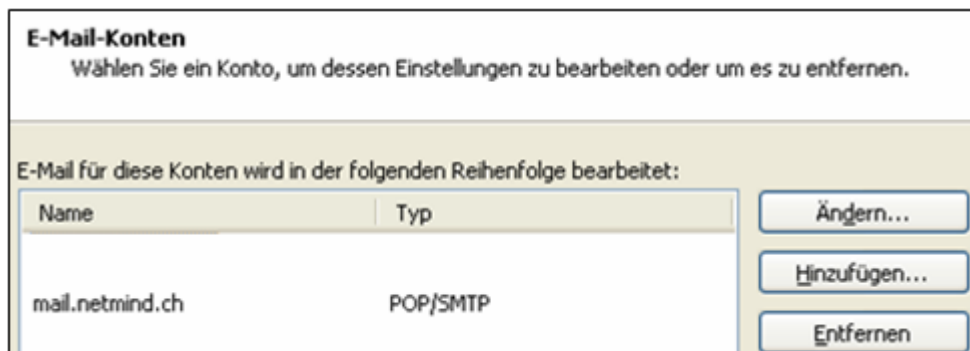 E-Mail-Konten
Wählen Sie ein Konto, um dessen Einstellungen zu bearbeiten oder um es zu entfernen.
E-Mail für diese Konten wird in der folgenden Reihenfolge bearbeitet:
Name Typ
Ändern...
Hinzufügen...
mail.netmind.ch POP/SMTP
Entfernen